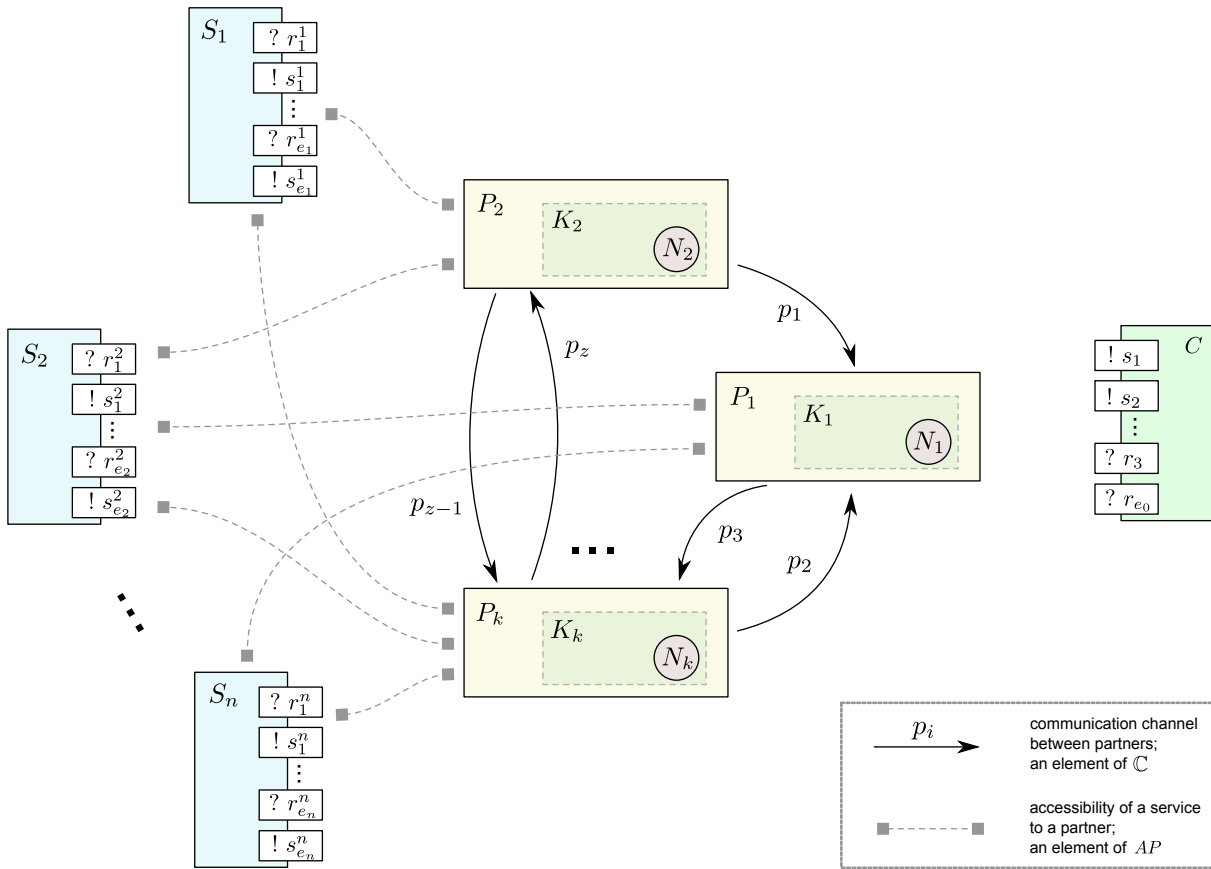 S_1
? r_1^1
! s_1^1
⋮
? r_{e_1}^1
! s_{e_1}^1
P_2
K_2
N_2
p_1
p_z
S_2
? r_1^2
! s_1^2
⋮
? r_{e_2}^2
! s_{e_2}^2
C
! s_1
! s_2
⋮
? r_3
? r_{e_0}
P_1
K_1
N_1
p_{z−1}
p_3
p_2
...
P_k
K_k
N_k
S_n
? r_1^n
! s_1^n
⋮
? r_{e_n}^n
! s_{e_n}^n
p_i
communication channel
between partners;
an element of ℂ
accessibility of a service
to a partner;
an element of AP